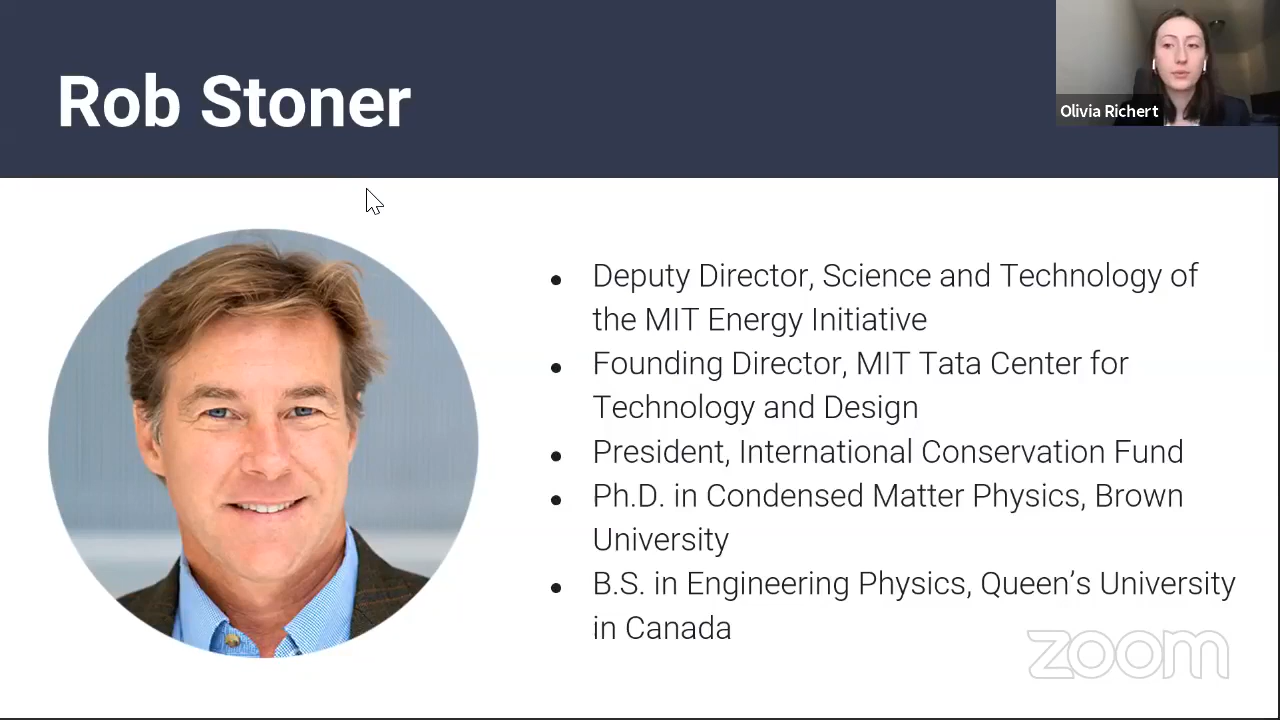 Rob Stoner
Olivia Richert
● Deputy Director, Science and Technology of
the MIT Energy Initiative
● Founding Director, MIT Tata Center for
Technology and Design
● President, International Conservation Fund
● Ph.D. in Condensed Matter Physics, Brown
University
● B.S. in Engineering Physics, Queen’s University
in Canada
zoom